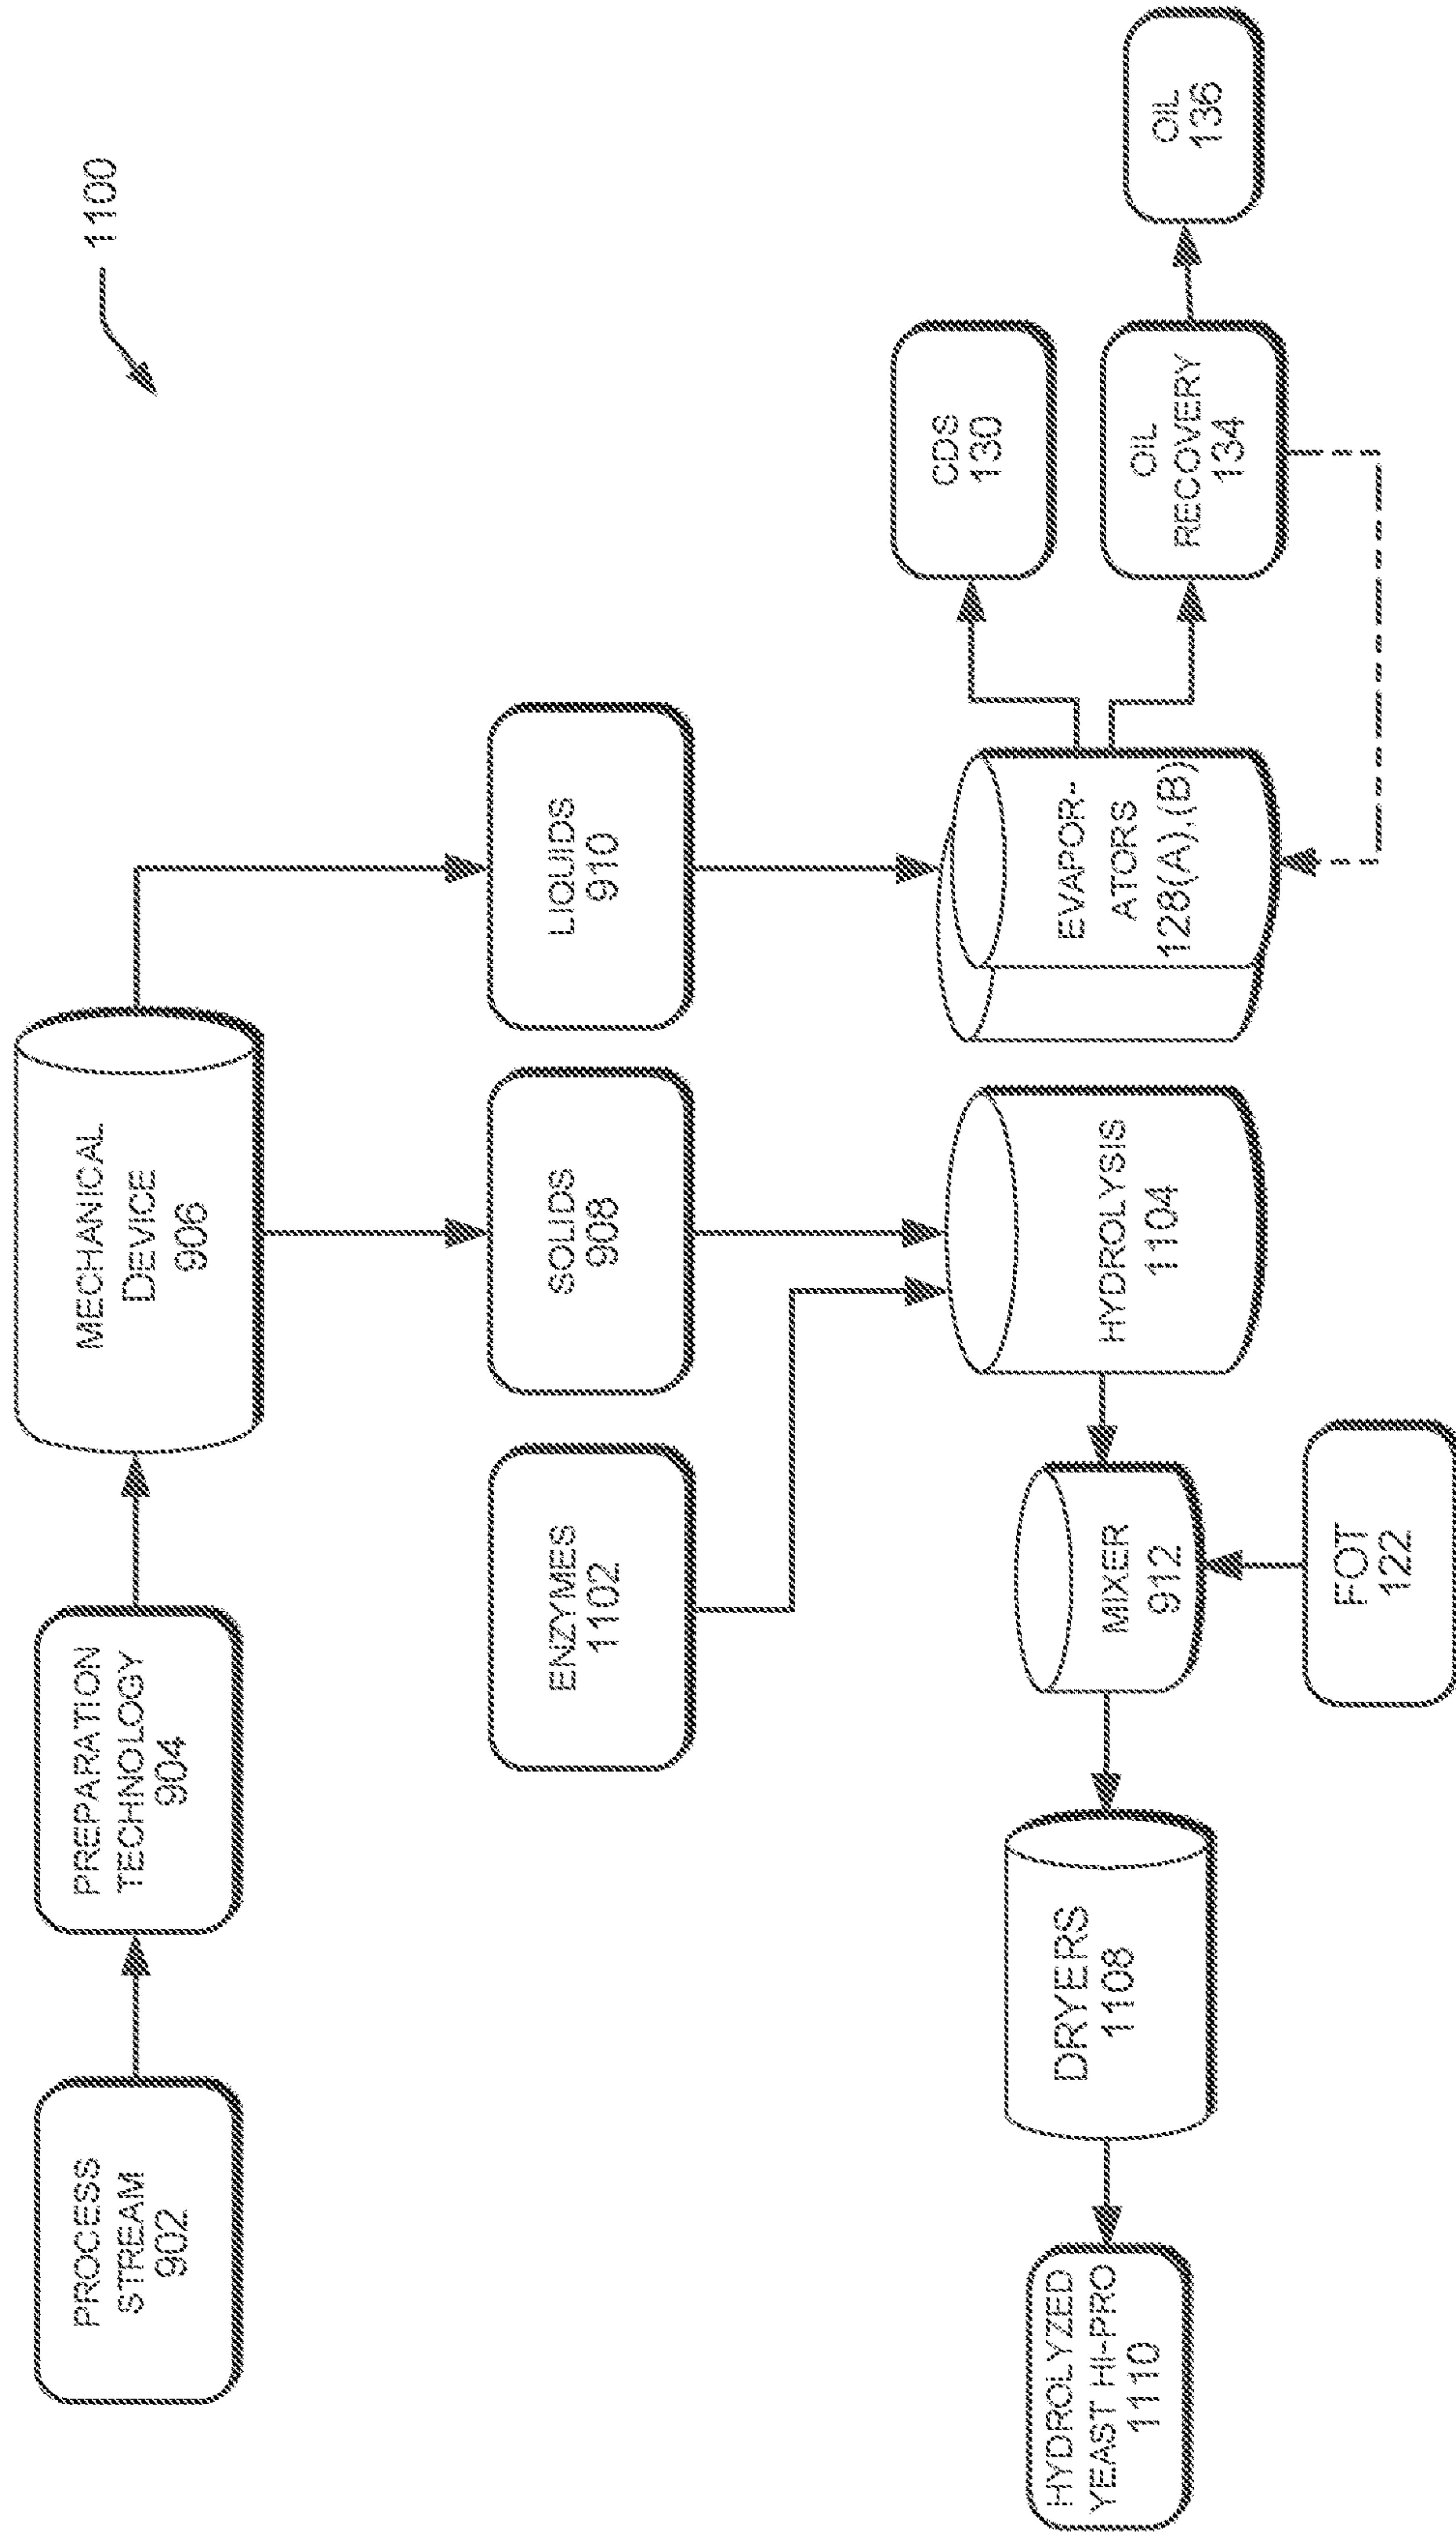 1100
PROCESS
STREAM
902
PREPARATION
TECHNOLOGY
904
MECHANICAL
DEVICE
906
ENZYMES
1102
SOLIDS
908
LIQUIDS
910
HYDROLYZED
YEAST HI-PRO
1110
DRYERS
1108
MIXER
912
HYDROLYSIS
1104
EVAPOR-
ATORS
128(A),(B)
CDS
130
OIL
RECOVERY
134
OIL
136
FOT
122